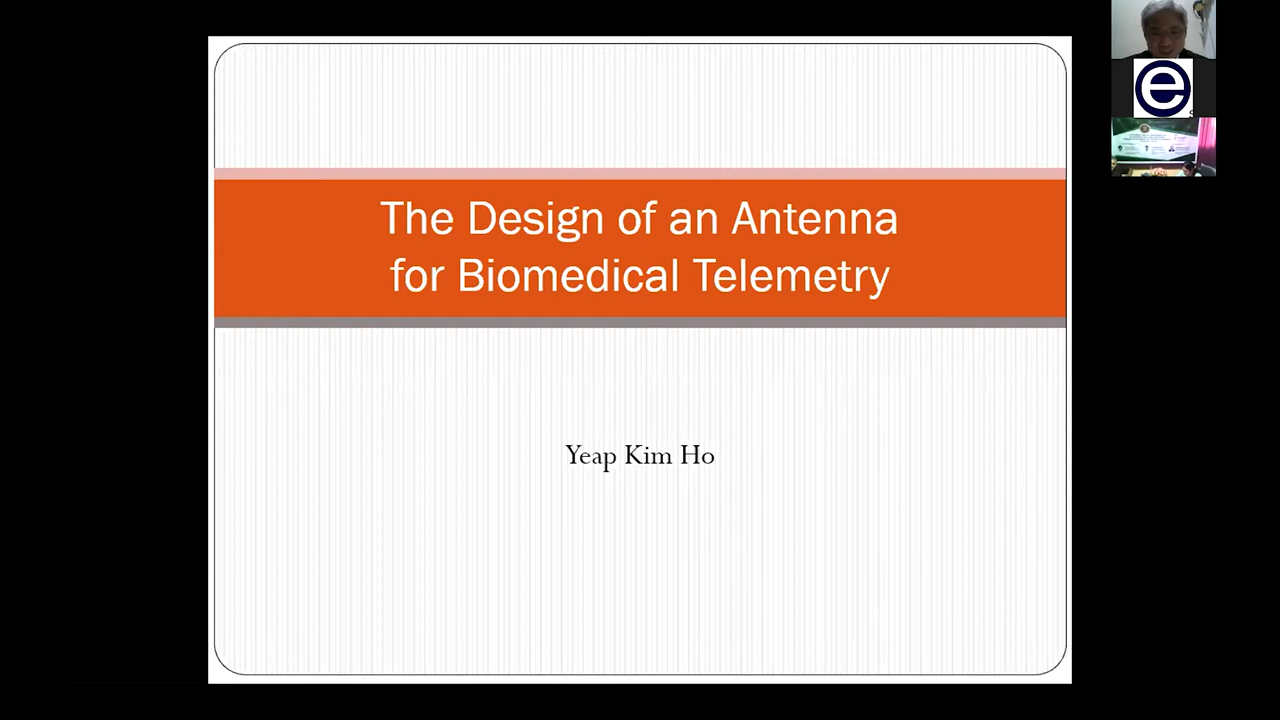 The Design of an Antenna
for Biomedical Telemetry
Yeap Kim Ho
e